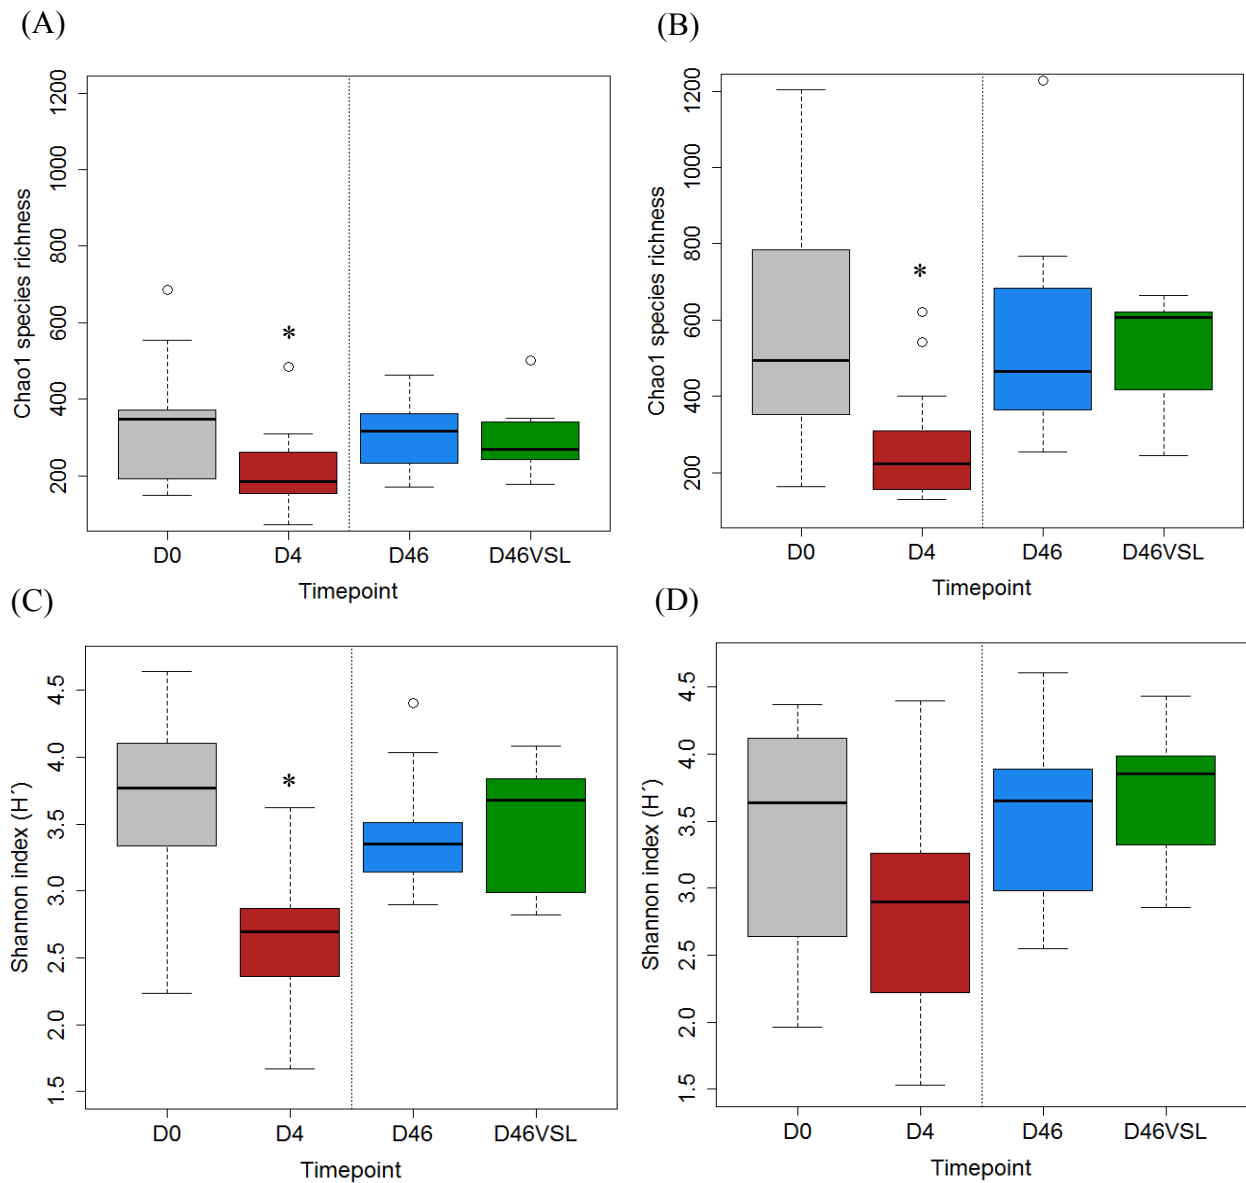 (A)
Chao1 species richness
1200
1000
800
600
400
200
*
D0 D4 D46 D46VSL
Timepoint
(B)
Chao1 species richness
1200
1000
800
600
400
200
*
D0 D4 D46 D46VSL
Timepoint
(C)
Shannon index (H´)
4.5
4.0
3.5
3.0
2.5
2.0
1.5
*
D0 D4 D46 D46VSL
Timepoint
(D)
Shannon index (H´)
4.5
4.0
3.5
3.0
2.5
2.0
1.5
D0 D4 D46 D46VSL
Timepoint